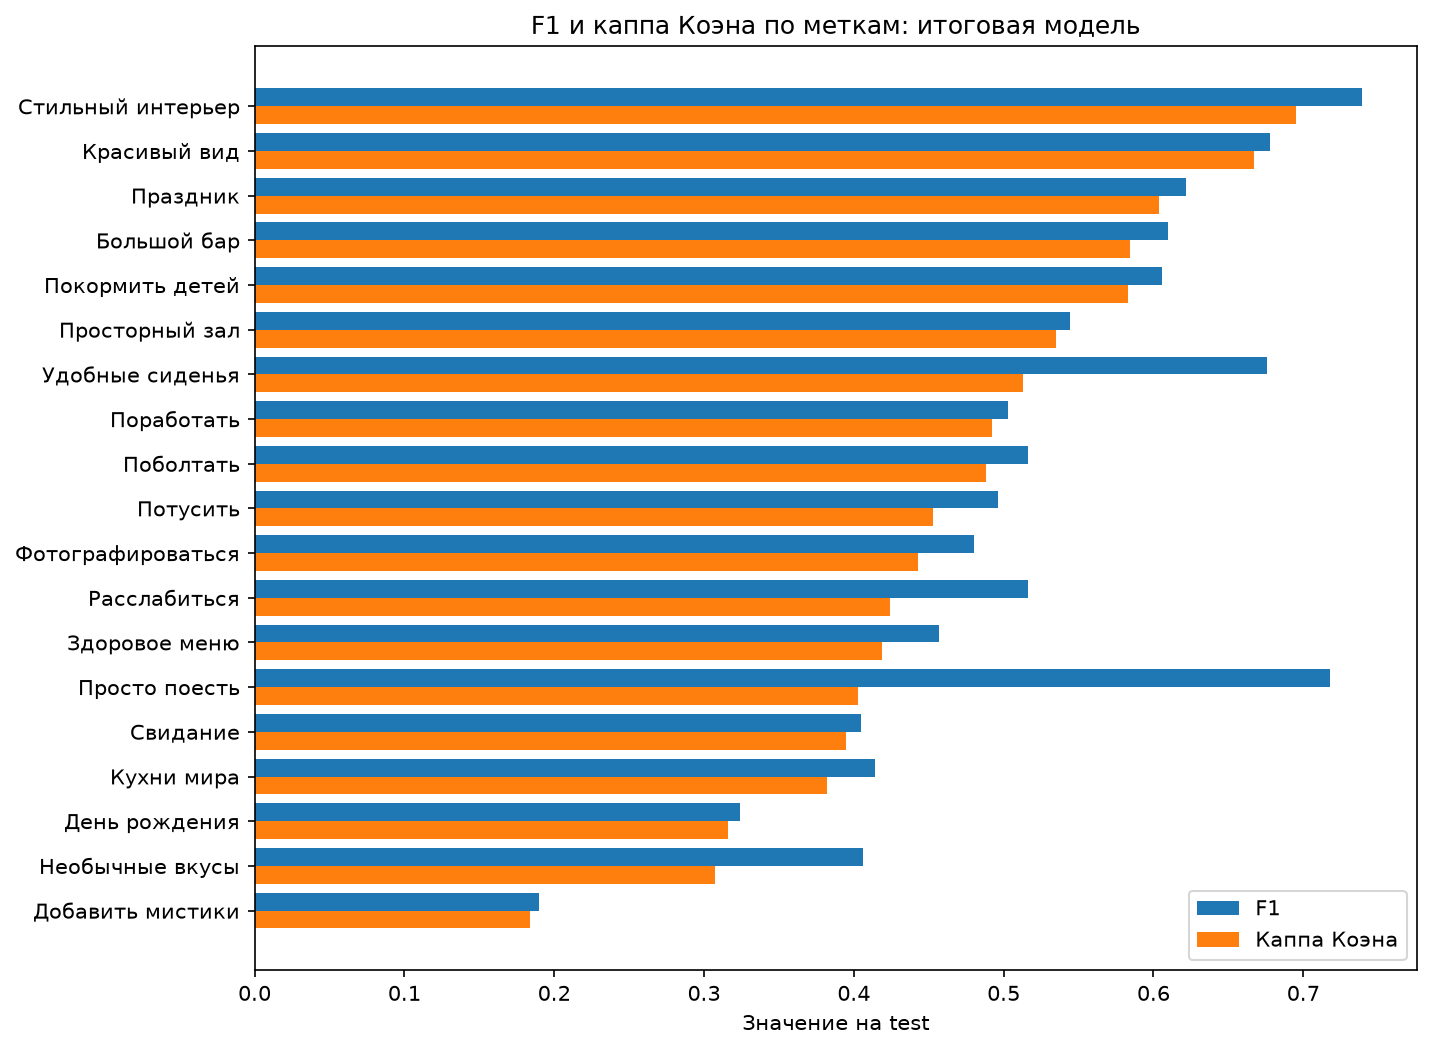 F1 и каппа Коэна по меткам: итоговая модель
Стильный интерьер
Красивый вид
Праздник
Большой бар
Покормить детей
Просторный зал
Удобные сиденья
Поработать
Поболтать
Потусить
Фотографироваться
Расслабиться
Здоровое меню
Просто поесть
Свидание
Кухни мира
День рождения
Необычные вкусы
Добавить мистики
F1
Каппа Коэна
0.0 0.1 0.2 0.3 0.4 0.5 0.6 0.7
Значение на test